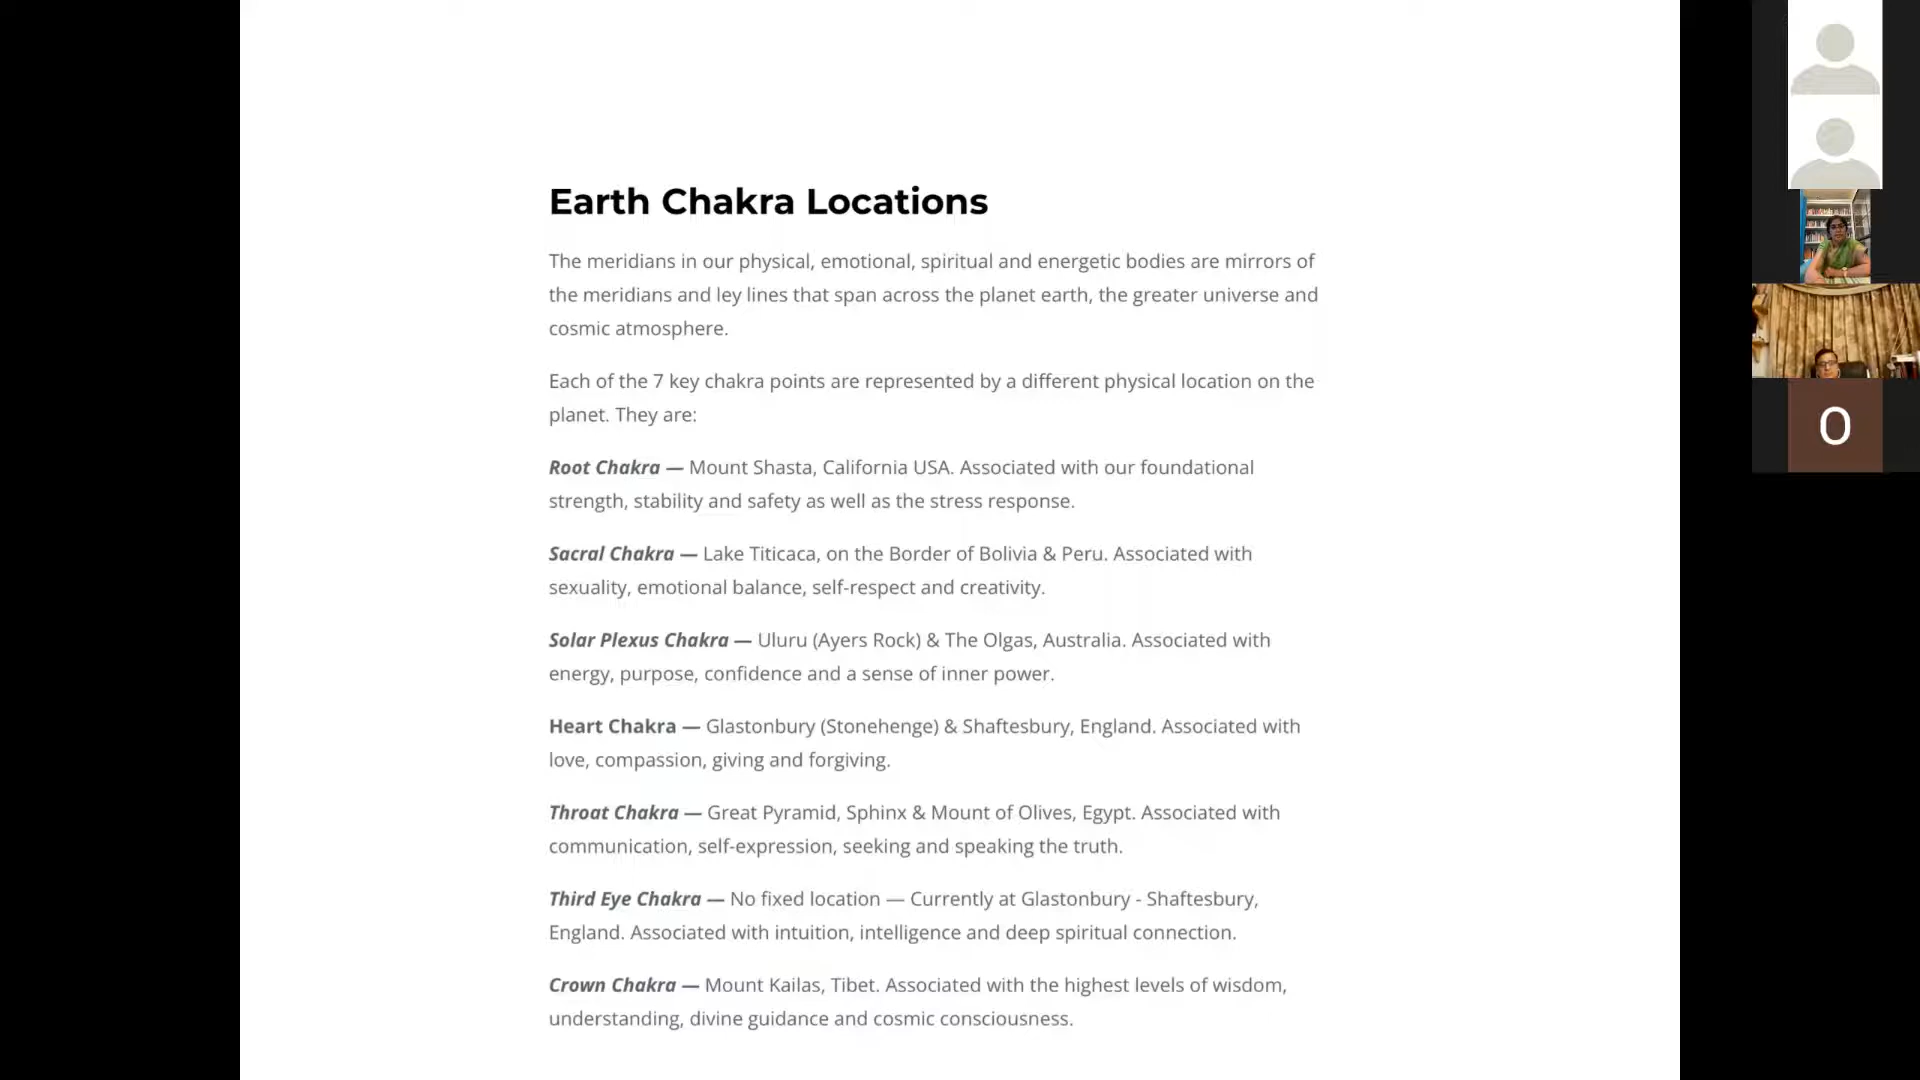 Earth Chakra Locations
The meridians in our physical, emotional, spiritual and energetic bodies are mirrors of
the meridians and ley lines that span across the planet earth, the greater universe and
cosmic atmosphere.
Each of the 7 key chakra points are represented by a different physical location on the
planet. They are:
Root Chakra — Mount Shasta, California USA. Associated with our foundational
strength, stability and safety as well as the stress response.
Sacral Chakra — Lake Titicaca, on the Border of Bolivia & Peru. Associated with
sexuality, emotional balance, self-respect and creativity.
Solar Plexus Chakra — Uluru (Ayers Rock) & The Olgas, Australia. Associated with
energy, purpose, confidence and a sense of inner power.
Heart Chakra — Glastonbury (Stonehenge) & Shaftesbury, England. Associated with
love, compassion, giving and forgiving.
Throat Chakra — Great Pyramid, Sphinx & Mount of Olives, Egypt. Associated with
communication, self-expression, seeking and speaking the truth.
Third Eye Chakra — No fixed location — Currently at Glastonbury - Shaftesbury,
England. Associated with intuition, intelligence and deep spiritual connection.
Crown Chakra — Mount Kailas, Tibet. Associated with the highest levels of wisdom,
understanding, divine guidance and cosmic consciousness.
O